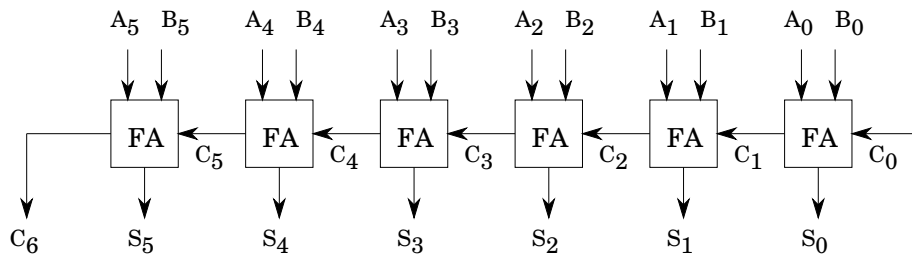 A₅ B₅ A₄ B₄ A₃ B₃ A₂ B₂ A₁ B₁ A₀ B₀
FA FA FA FA FA FA
C₅ C₄ C₃ C₂ C₁ C₀
C₆ S₅ S₄ S₃ S₂ S₁ S₀